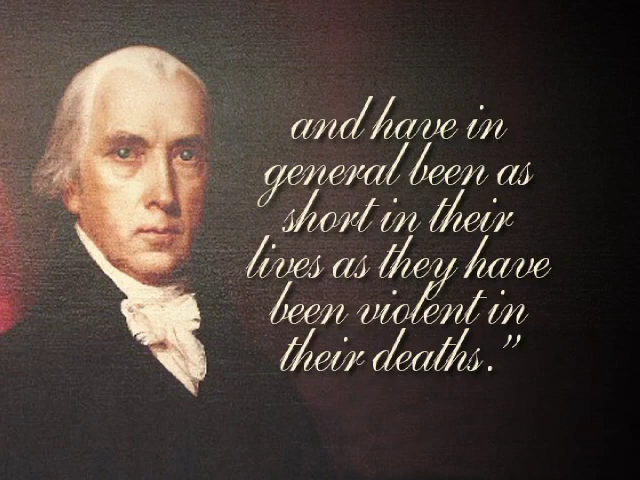 and have in
general been as
short in their
lives as they have
been violent in
their deaths.”